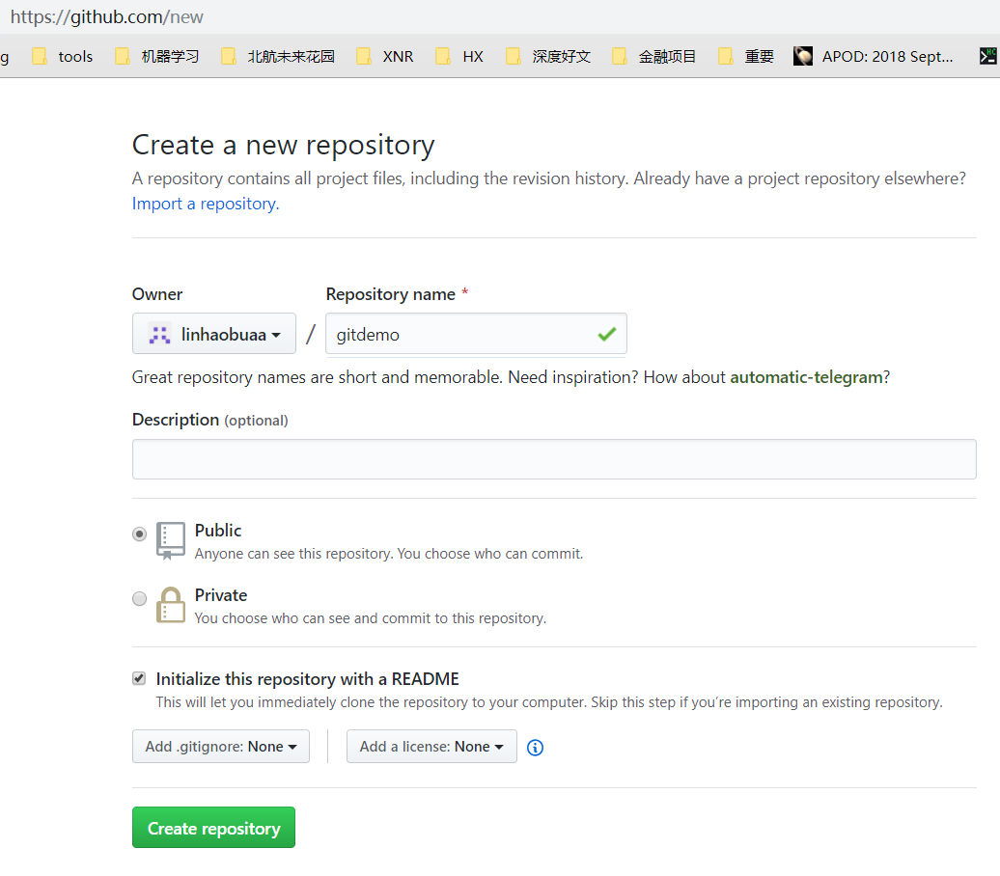 https://github.com/new
g tools 机器学习 北航未来花园 XNR HX 深度好文 金融项目 重要 APOD: 2018 Sept... HC
Create a new repository
A repository contains all project files, including the revision history. Already have a project repository elsewhere?
Import a repository.
Owner Repository name *
linhaobuaa / gitdemo
Great repository names are short and memorable. Need inspiration? How about automatic-telegram?
Description (optional)
Public
Anyone can see this repository. You choose who can commit.
Private
You choose who can see and commit to this repository.
Initialize this repository with a README
This will let you immediately clone the repository to your computer. Skip this step if you’re importing an existing repository.
Add .gitignore: None Add a license: None
Create repository